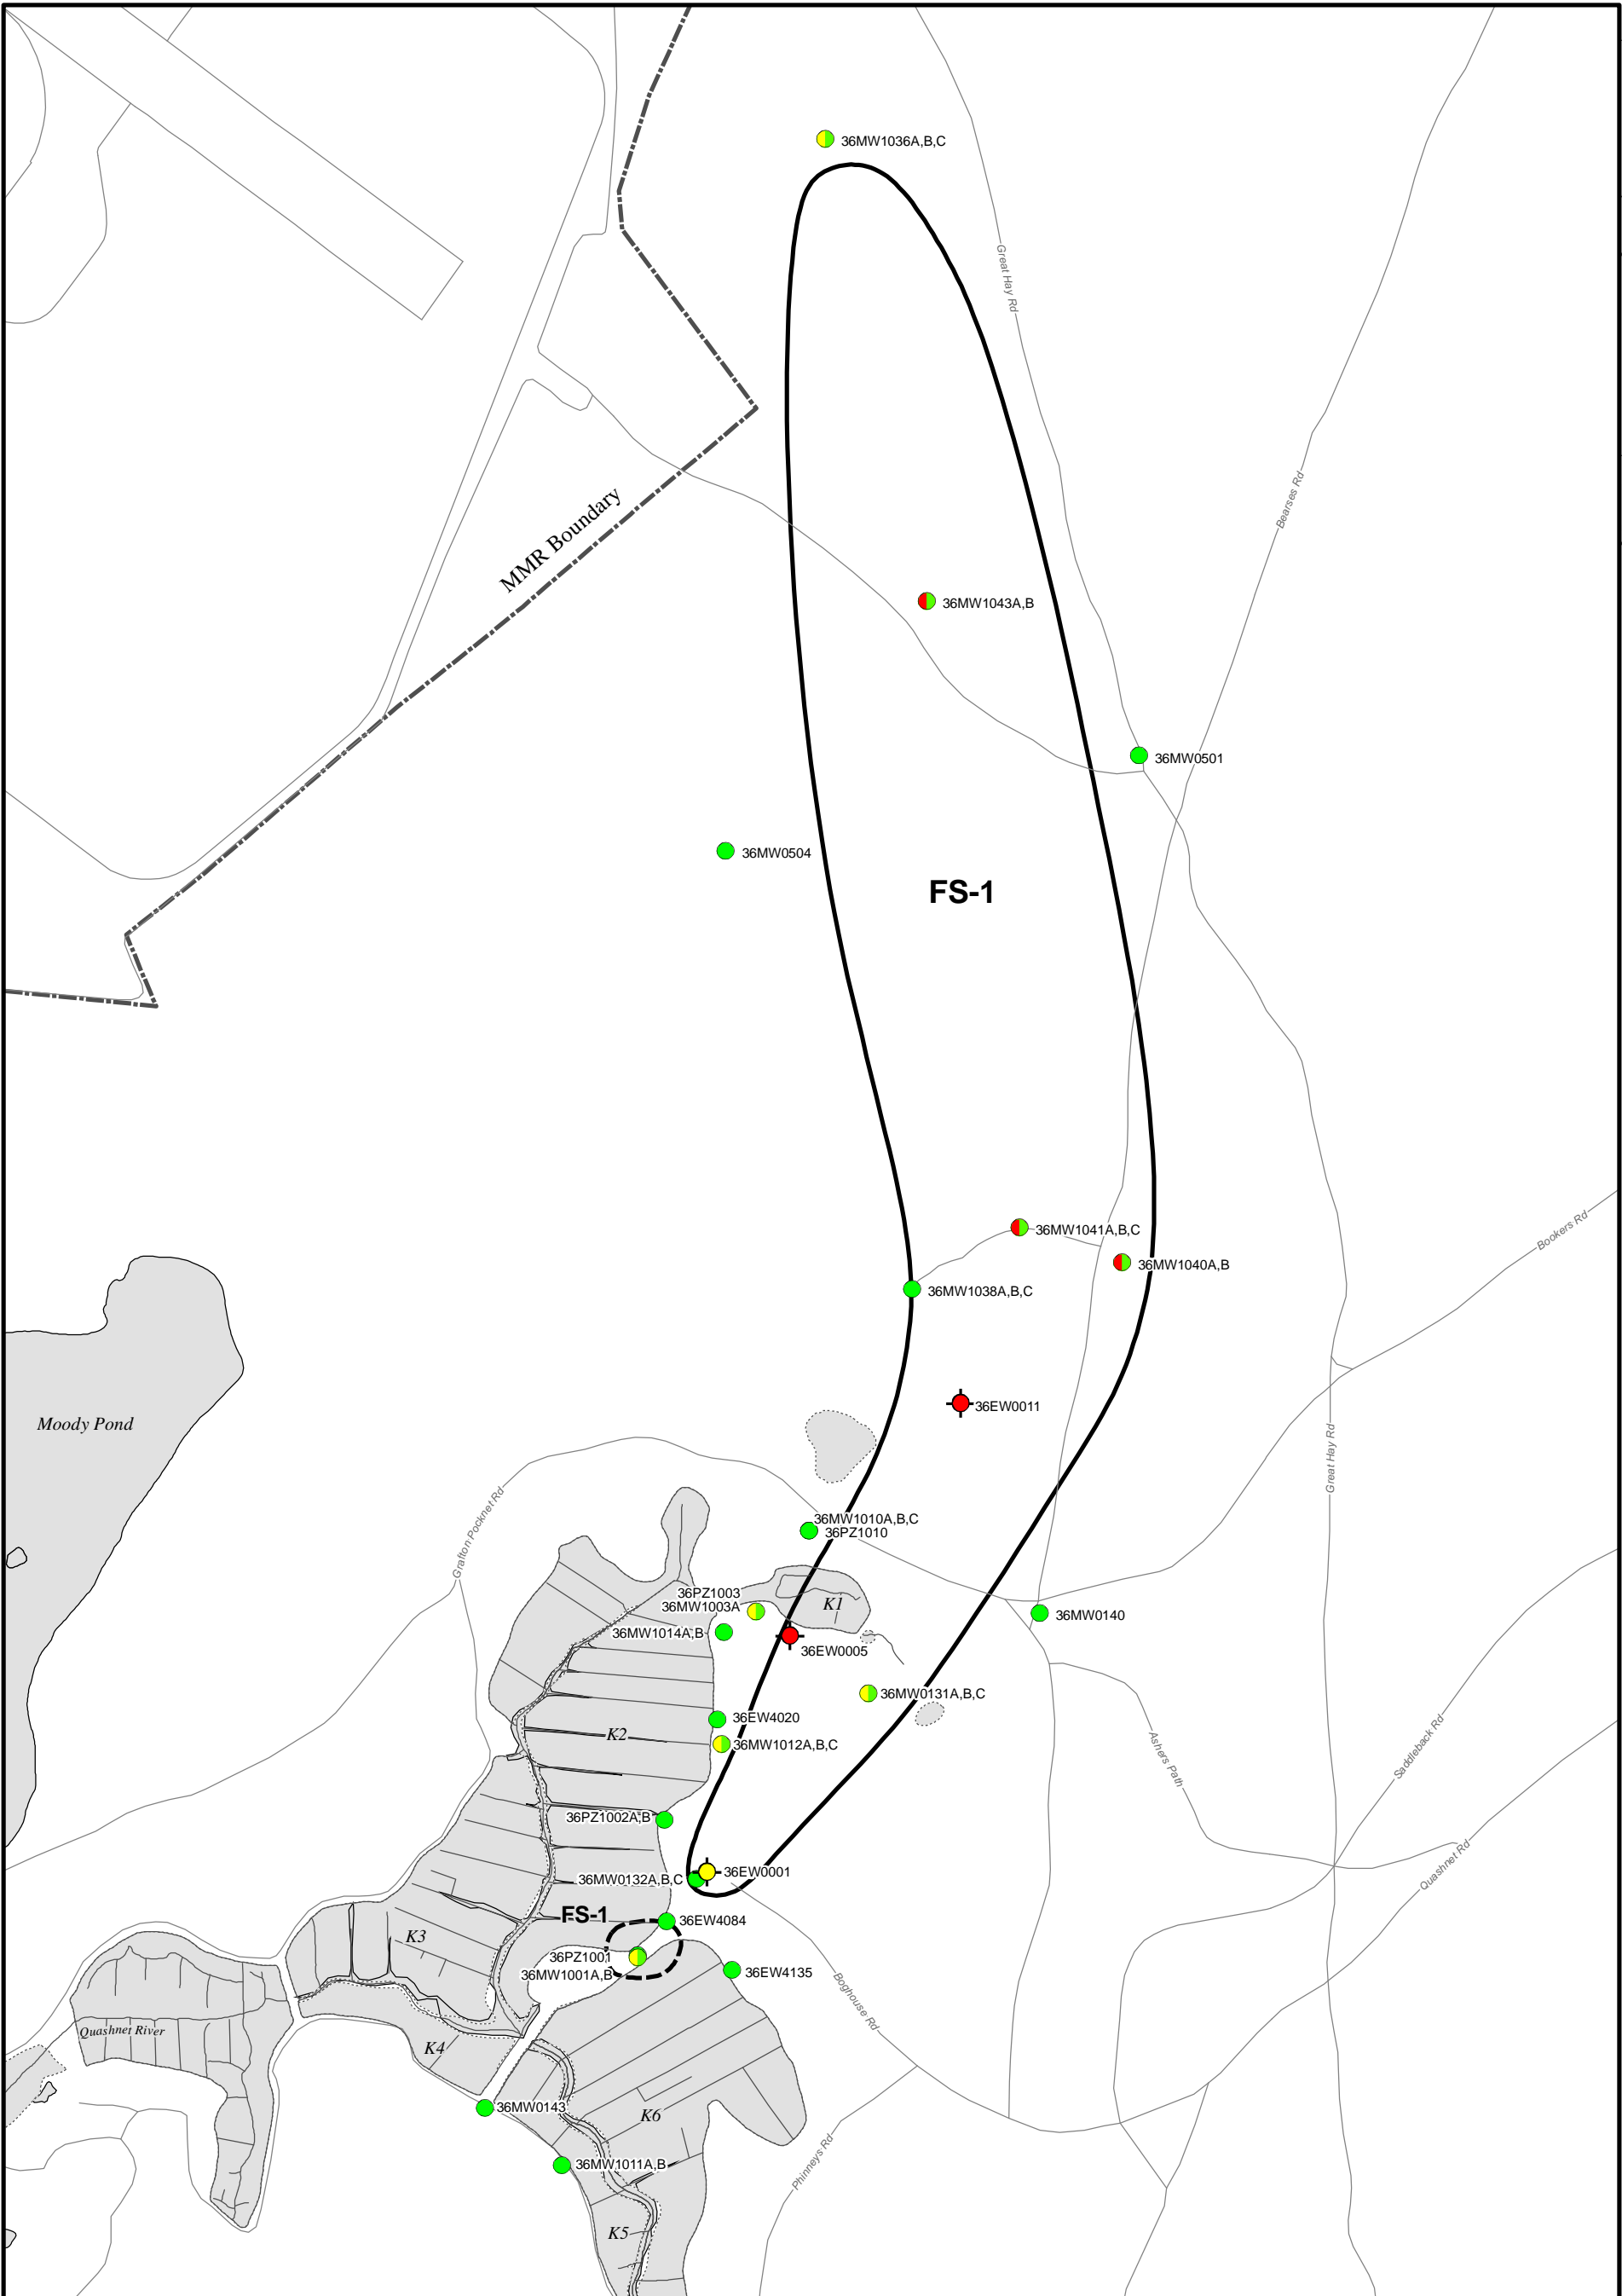 36MW1036A,B,C
Great Hay Rd
MMR Boundary
Bearses Rd
36MW1043A,B
36MW0501
36MW0504
FS-1
36MW1041A,B,C
Bookers Rd
36MW1040A,B
36MW1038A,B,C
Moody Pond
36EW0011
Great Hay Rd
Grafton Pocknet Rd
36MW1010A,B,C
36PZ1010
36PZ1003
36MW1003A
K1
36MW0140
36MW1014A,B
36EW0005
36MW0131A,B,C
36EW4020
K2
36MW1012A,B,C
Ashers Path
Saddleback Rd
36PZ1002A,B
Quashnet Rd
36EW0001
36MW0132A,B,C
FS-1
36EW4084
K3
36PZ1001
36MW1001A,B
36EW4135
Boghouse Rd
Quashnet River
K4
36MW0143
K6
Phinneys Rd
36MW1011A,B
K5